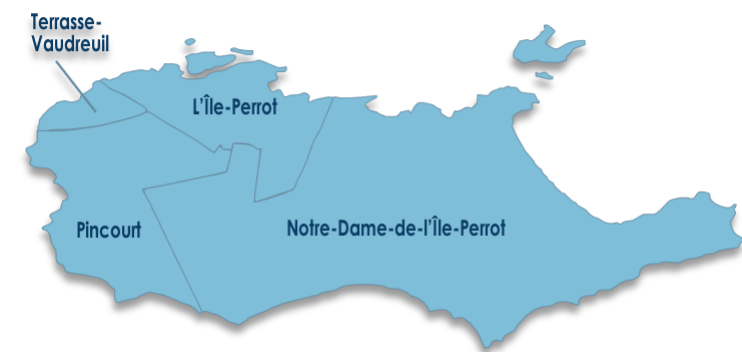 Terrasse-
Vaudreuil
L'Île-Perrot
Pincourt
Notre-Dame-de-l'Île-Perrot